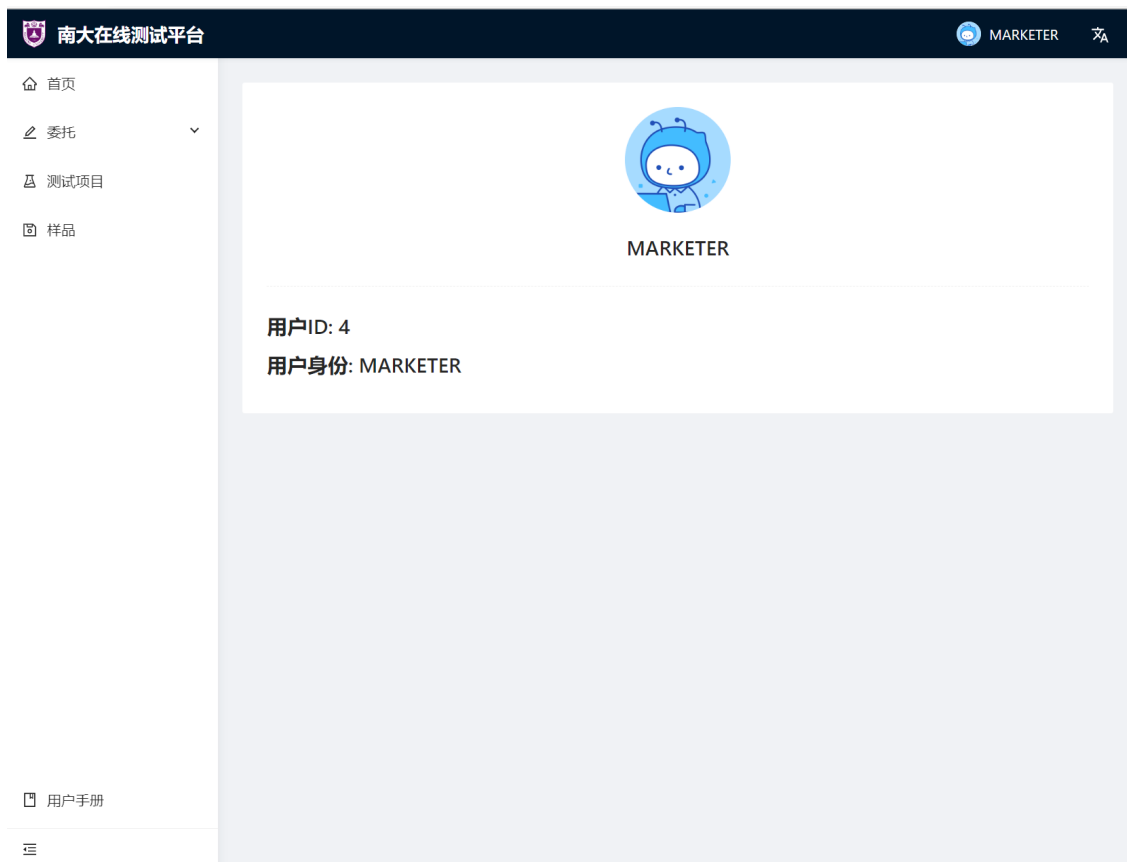 南大在线测试平台
MARKETER
首页
委托
测试项目
样品
用户手册
MARKETER
用户ID: 4
用户身份: MARKETER